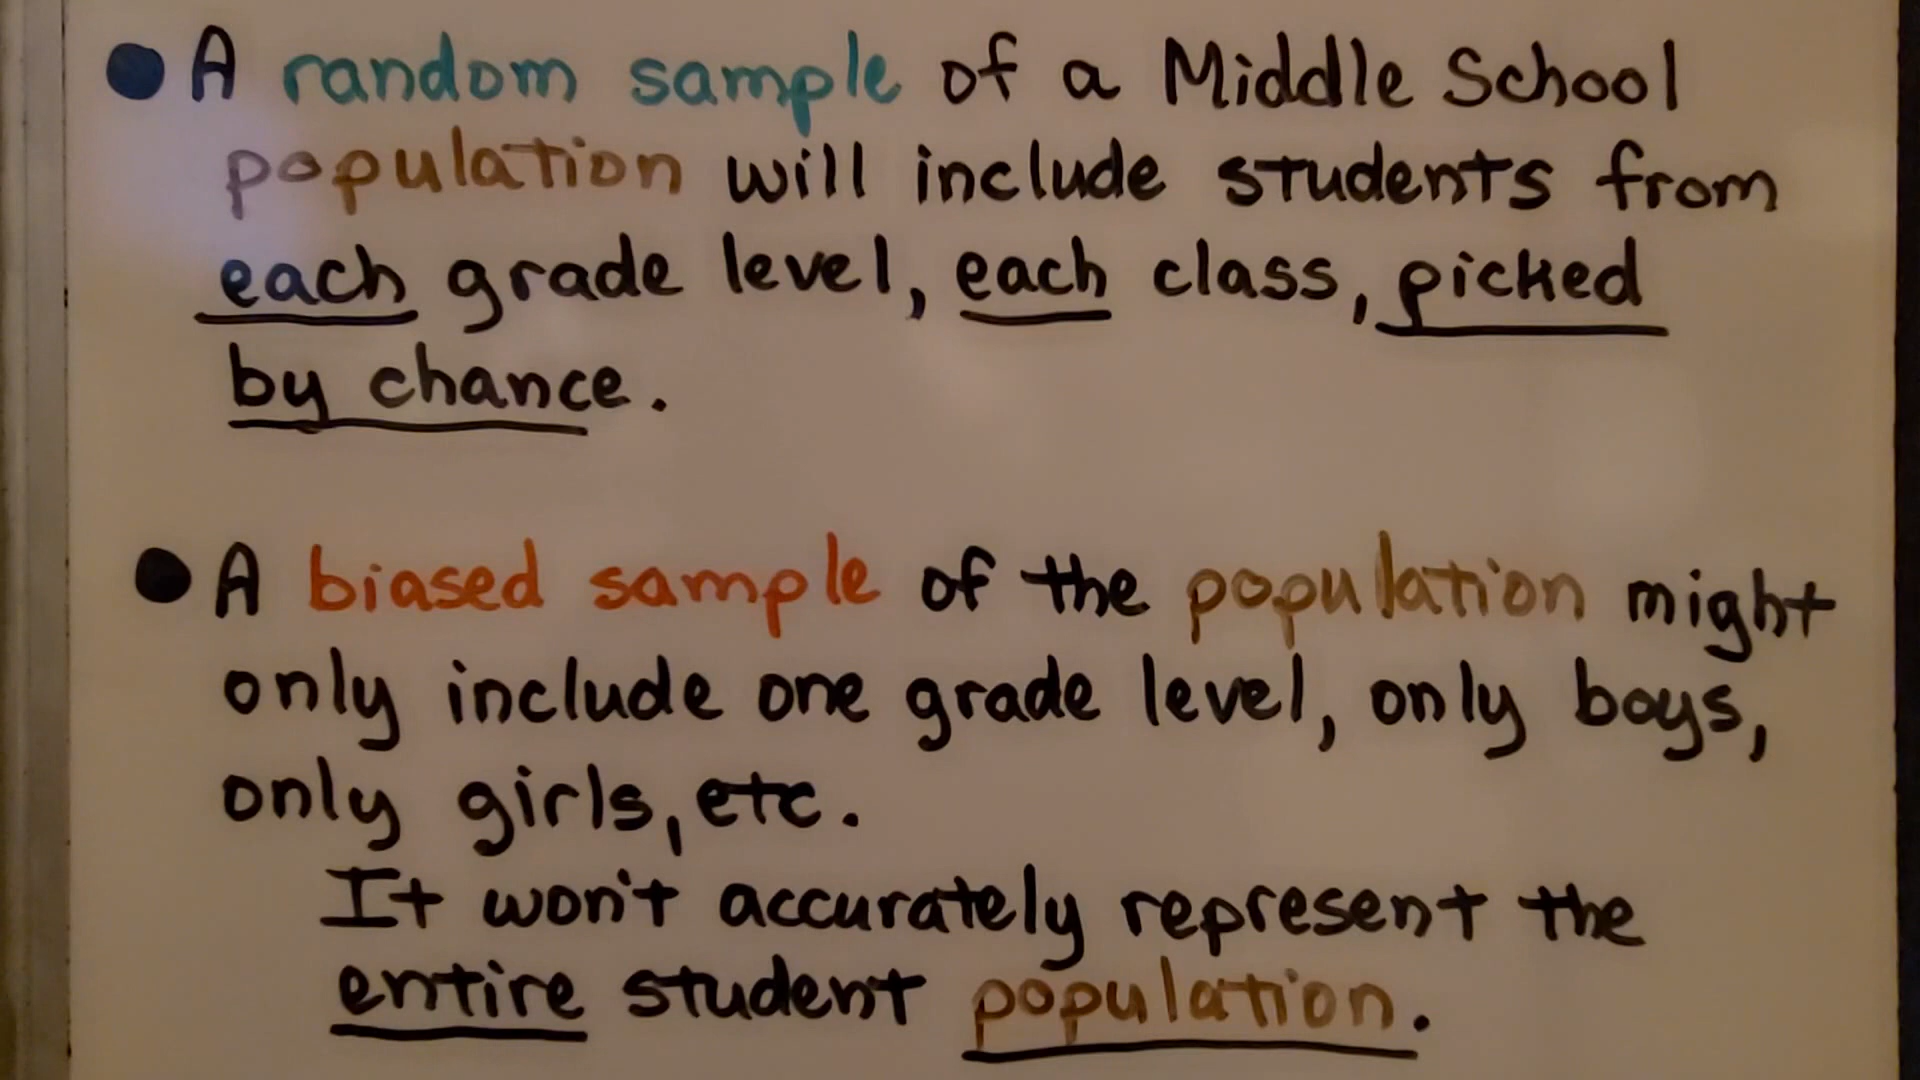 ● A random sample of a Middle School
population will include students from
each grade level, each class, picked
by chance.
● A biased sample of the population might
only include one grade level, only boys,
only girls, etc.
It won't accurately represent the
entire student population.